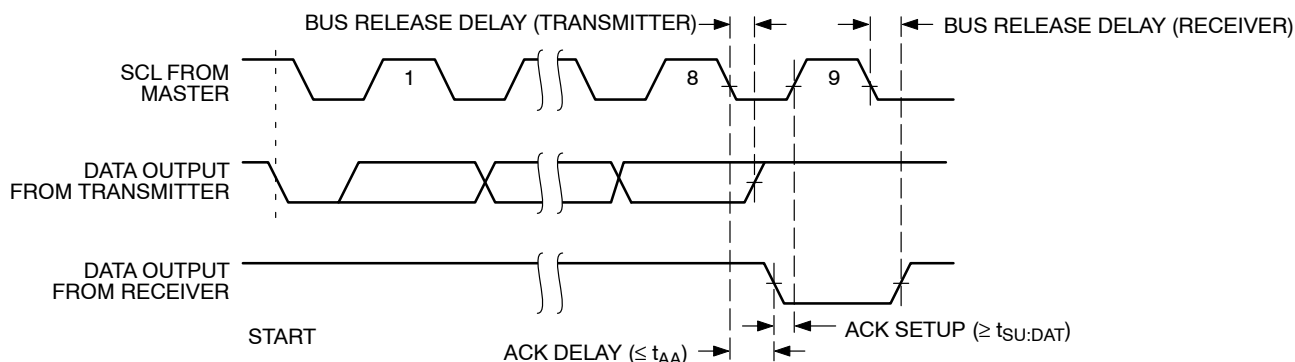 BUS RELEASE DELAY (TRANSMITTER)
BUS RELEASE DELAY (RECEIVER)
SCL FROM
MASTER
1
8
9
DATA OUTPUT
FROM TRANSMITTER
DATA OUTPUT
FROM RECEIVER
START
ACK SETUP (≥ tSU:DAT)
ACK DELAY (≤ tAA)